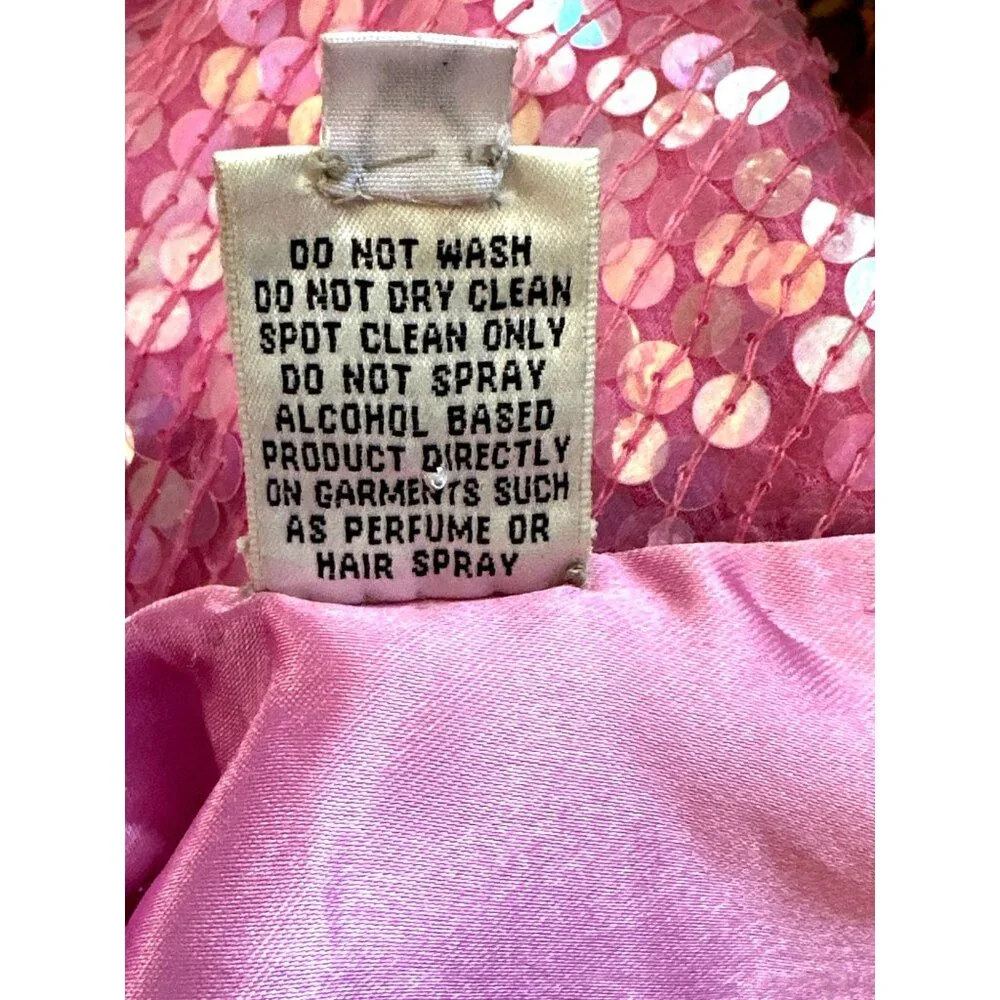 DO NOT WASH
DO NOT DRY CLEAN
SPOT CLEAN ONLY
DO NOT SPRAY
ALCOHOL BASED
PRODUCT DIRECTLY
ON GARMENTS SUCH
AS PERFUME OR
HAIR SPRAY